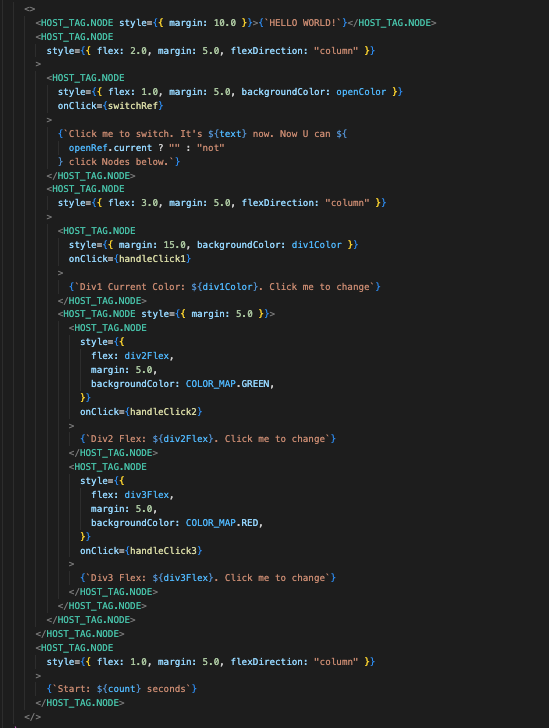 <>
<HOST_TAG.NODE style={{ margin: 10.0 }}>{`HELLO WORLD!`}</HOST_TAG.NODE>
<HOST_TAG.NODE
style={{ flex: 2.0, margin: 5.0, flexDirection: "column" }}
>
<HOST_TAG.NODE
style={{ flex: 1.0, margin: 5.0, backgroundColor: openColor }}
onClick={switchRef}
>
{`Click me to switch. It's ${text} now. Now U can ${
openRef.current ? "" : "not"
} click Nodes below.`}
</HOST_TAG.NODE>
<HOST_TAG.NODE
style={{ flex: 3.0, margin: 5.0, flexDirection: "column" }}
>
<HOST_TAG.NODE
style={{ margin: 15.0, backgroundColor: div1Color }}
onClick={handleClick1}
>
{`Div1 Current Color: ${div1Color}. Click me to change`}
</HOST_TAG.NODE>
<HOST_TAG.NODE style={{ margin: 5.0 }}>
<HOST_TAG.NODE
style={{
flex: div2Flex,
margin: 5.0,
backgroundColor: COLOR_MAP.GREEN,
}}
onClick={handleClick2}
>
{`Div2 Flex: ${div2Flex}. Click me to change`}
</HOST_TAG.NODE>
<HOST_TAG.NODE
style={{
flex: div3Flex,
margin: 5.0,
backgroundColor: COLOR_MAP.RED,
}}
onClick={handleClick3}
>
{`Div3 Flex: ${div3Flex}. Click me to change`}
</HOST_TAG.NODE>
</HOST_TAG.NODE>
</HOST_TAG.NODE>
</HOST_TAG.NODE>
<HOST_TAG.NODE
style={{ flex: 1.0, margin: 5.0, flexDirection: "column" }}
>
{`Start: ${count} seconds`}
</HOST_TAG.NODE>
</>